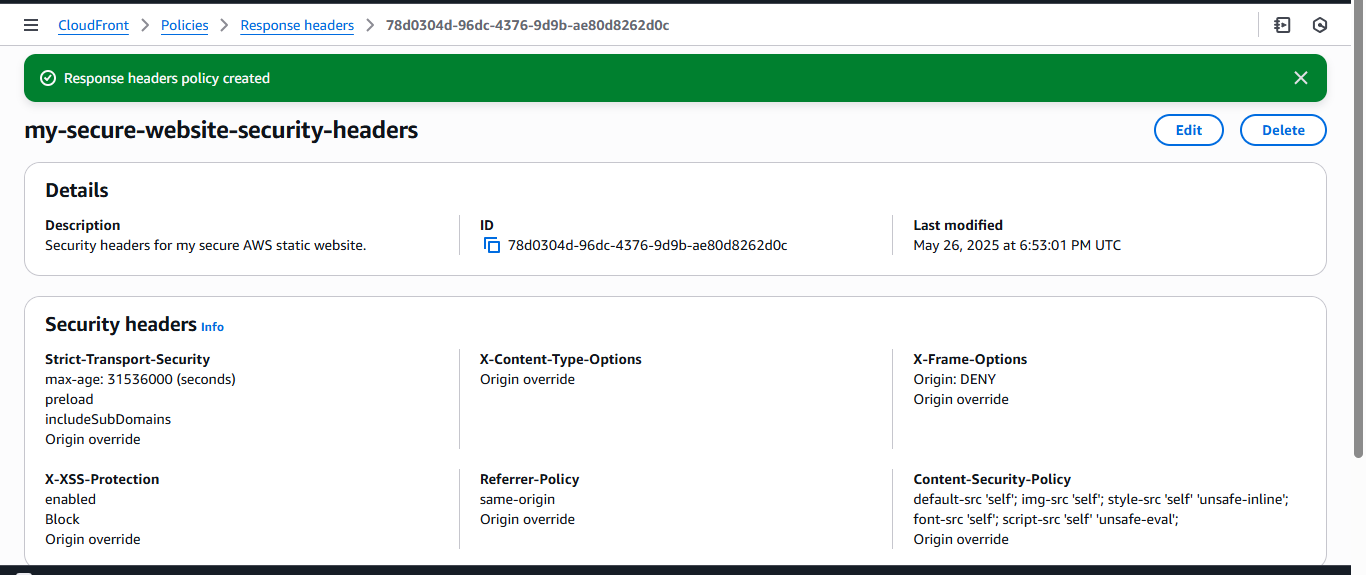 CloudFront > Policies > Response headers > 78d0304d-96dc-4376-9d9b-ae80d8262d0c
Response headers policy created
my-secure-website-security-headers
Edit
Delete
Details
Description
Security headers for my secure AWS static website.
ID
78d0304d-96dc-4376-9d9b-ae80d8262d0c
Last modified
May 26, 2025 at 6:53:01 PM UTC
Security headers Info
Strict-Transport-Security
max-age: 31536000 (seconds)
preload
includeSubDomains
Origin override
X-Content-Type-Options
Origin override
X-Frame-Options
Origin: DENY
Origin override
X-XSS-Protection
enabled
Block
Origin override
Referrer-Policy
same-origin
Origin override
Content-Security-Policy
default-src 'self'; img-src 'self'; style-src 'self' 'unsafe-inline';
font-src 'self'; script-src 'self' 'unsafe-eval';
Origin override